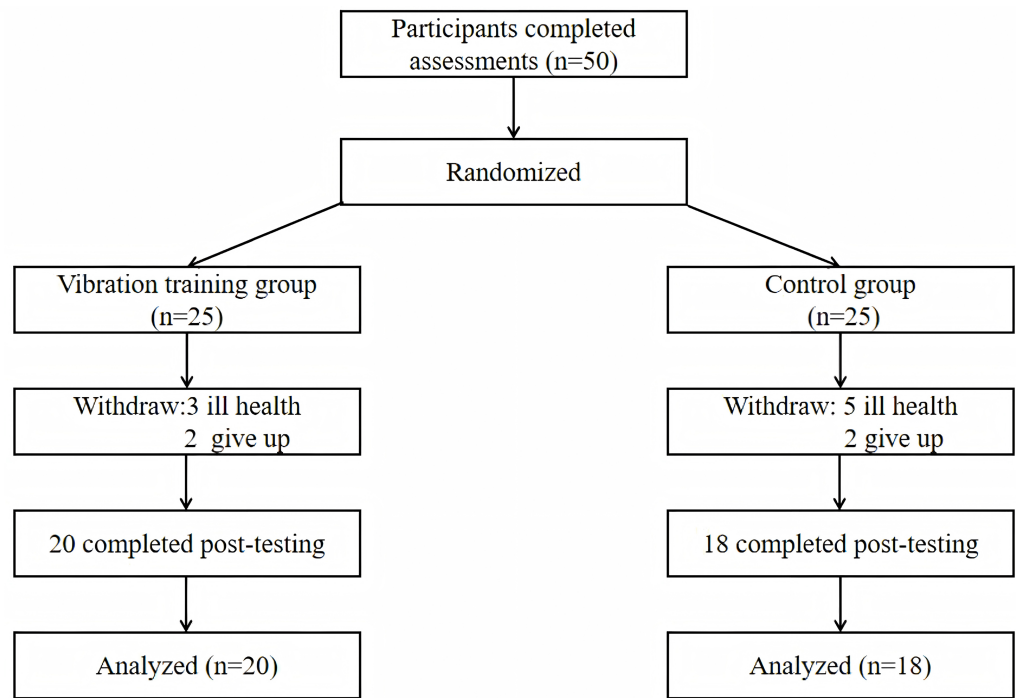 Participants completed
assessments (n=50)
Randomized
Vibration training group
(n=25)
Control group
(n=25)
Withdraw:3 ill health
2 give up
Withdraw: 5 ill health
2 give up
20 completed post-testing
18 completed post-testing
Analyzed (n=20)
Analyzed (n=18)